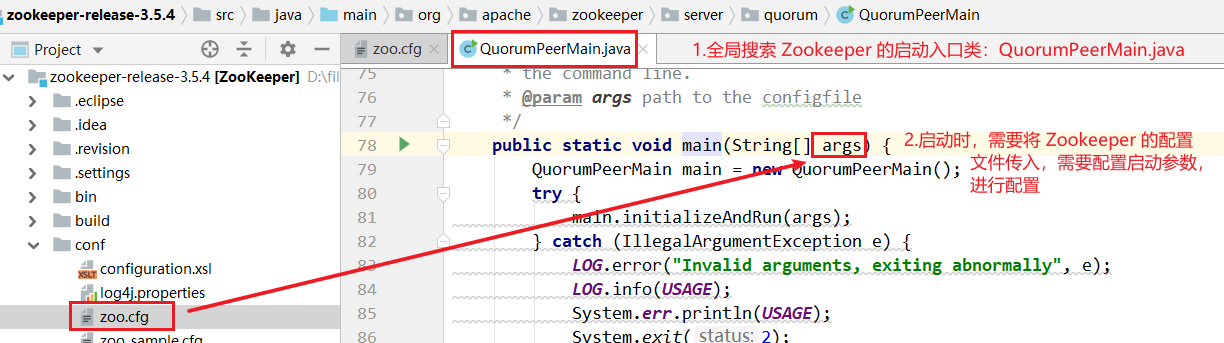 zookeeper-release-3.5.4 src java main org apache zookeeper server quorum QuorumPeerMain
Project
zoo.cfg QuorumPeerMain.java
1.全局搜索 Zookeeper 的启动入口类：QuorumPeerMain.java
zookeeper-release-3.5.4 [ZooKeeper] D:\fil
.eclipse
.idea
.revision
.settings
bin
build
conf
configuration.xsl
log4j.properties
zoo.cfg
zoo_sample.cfg
75 * the command line.
76 * @param args path to the configfile
77 */
78 public static void main(String[] args) {
79 QuorumPeerMain main = new QuorumPeerMain();
80 try {
81 main.initializeAndRun(args);
82 } catch (IllegalArgumentException e) {
83 LOG.error("Invalid arguments, exiting abnormally", e);
84 LOG.info(USAGE);
85 System.err.println(USAGE);
86 System.exit( status: 2);
2.启动时，需要将 Zookeeper 的配置
文件传入，需要配置启动参数，
进行配置